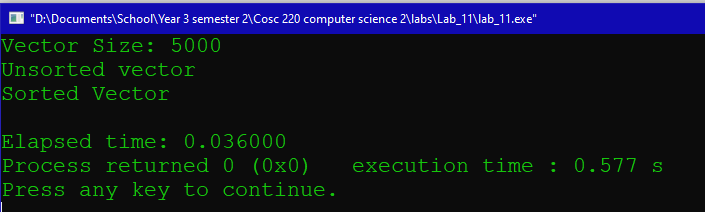 "D:\Documents\School\Year 3 semester 2\Cosc 220 computer science 2\labs\Lab_11\lab_11.exe"
Vector Size: 5000
Unsorted vector
Sorted Vector
Elapsed time: 0.036000
Process returned 0 (0x0)   execution time : 0.577 s
Press any key to continue.